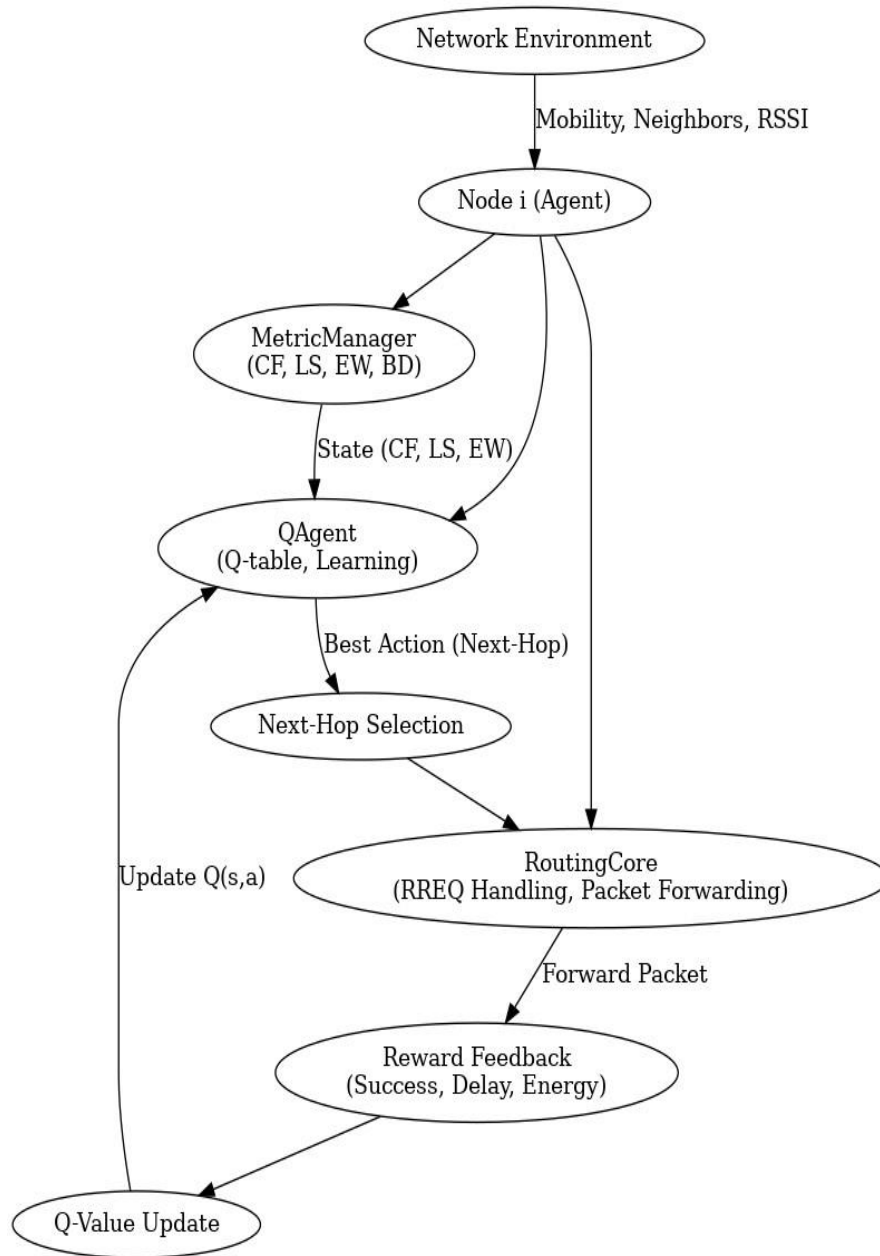 Network Environment
Mobility, Neighbors, RSSI
Node i (Agent)
MetricManager
(CF, LS, EW, BD)
State (CF, LS, EW)
QAgent
(Q-table, Learning)
Best Action (Next-Hop)
Next-Hop Selection
Update Q(s,a)
RoutingCore
(RREQ Handling, Packet Forwarding)
Forward Packet
Reward Feedback
(Success, Delay, Energy)
Q-Value Update